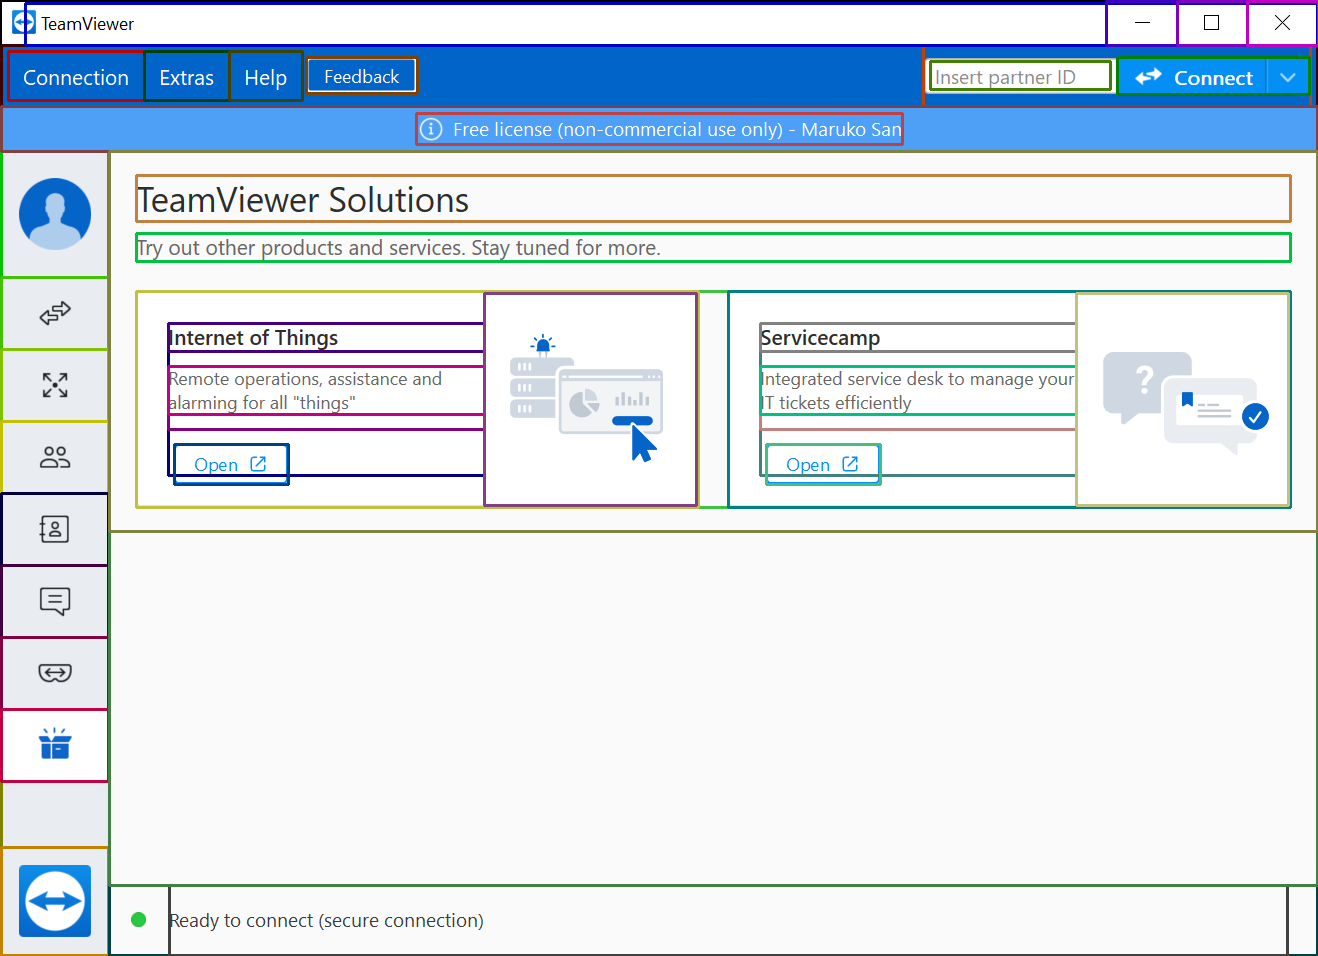 TeamViewer
Connection Extras Help Feedback Insert partner ID Connect
Free license (non-commercial use only) - Maruko San
TeamViewer Solutions
Try out other products and services. Stay tuned for more.
Internet of Things
Remote operations, assistance and
alarming for all "things"
Open
Servicecamp
Integrated service desk to manage your
IT tickets efficiently
Open
Ready to connect (secure connection)